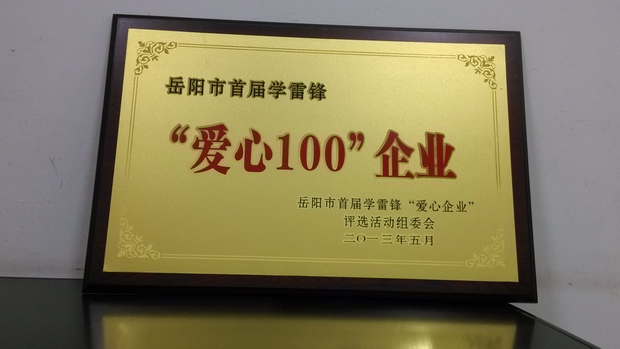 岳阳市首届学雷锋
“爱心100”企业
岳阳市首届学雷锋“爱心企业”
评选活动组委会
二〇一三年五月